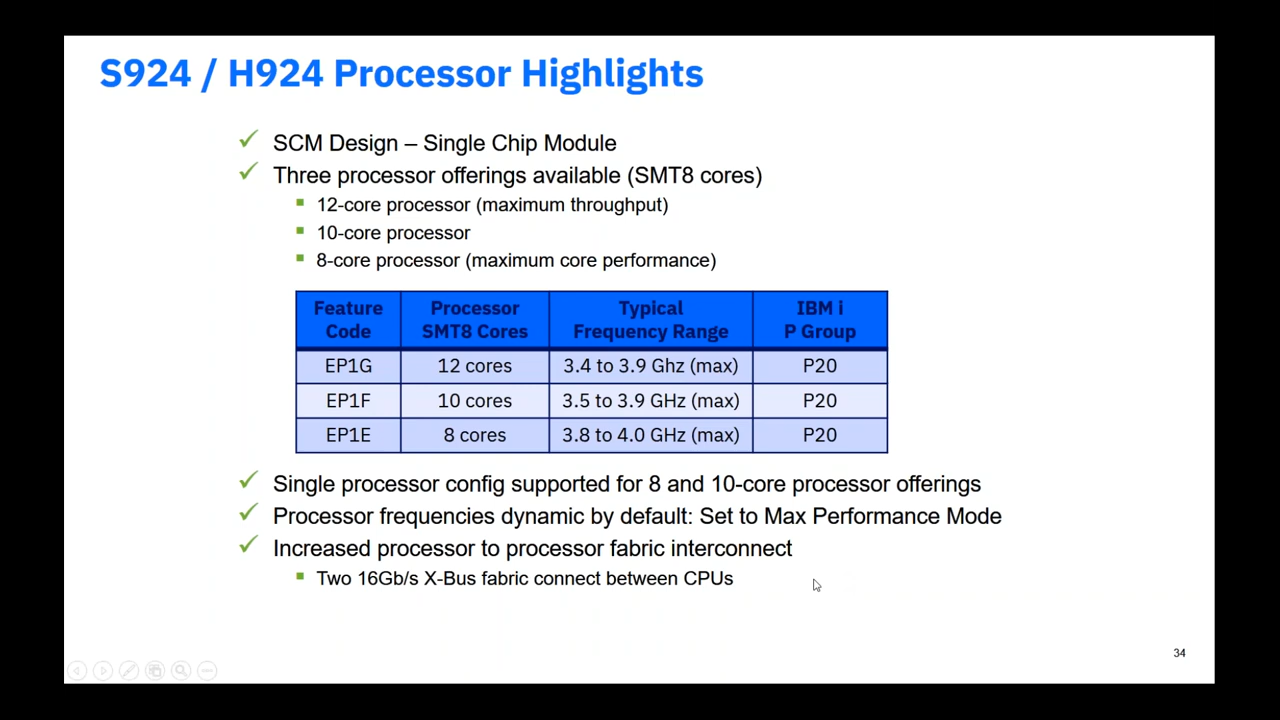 S924 / H924 Processor Highlights
SCM Design – Single Chip Module
Three processor offerings available (SMT8 cores)
12-core processor (maximum throughput)
10-core processor
8-core processor (maximum core performance)
Feature Code | Processor SMT8 Cores | Typical Frequency Range | IBM i P Group
EP1G | 12 cores | 3.4 to 3.9 Ghz (max) | P20
EP1F | 10 cores | 3.5 to 3.9 GHz (max) | P20
EP1E | 8 cores | 3.8 to 4.0 GHz (max) | P20
Single processor config supported for 8 and 10-core processor offerings
Processor frequencies dynamic by default: Set to Max Performance Mode
Increased processor to processor fabric interconnect
Two 16Gb/s X-Bus fabric connect between CPUs
34